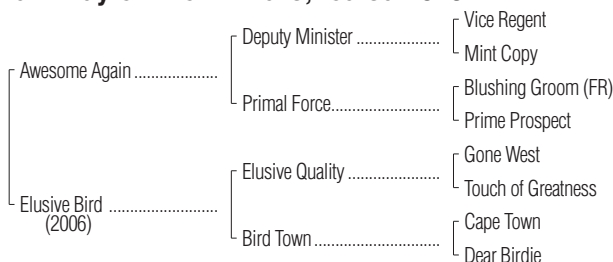 Vice Regent
Deputy Minister ....................
Mint Copy
Awesome Again ....................
Blushing Groom (FR)
Primal Force..........................
Prime Prospect
Gone West
Elusive Quality ......................
Touch of Greatness
Elusive Bird ..........................
(2006)
Cape Town
Bird Town ..............................
Dear Birdie